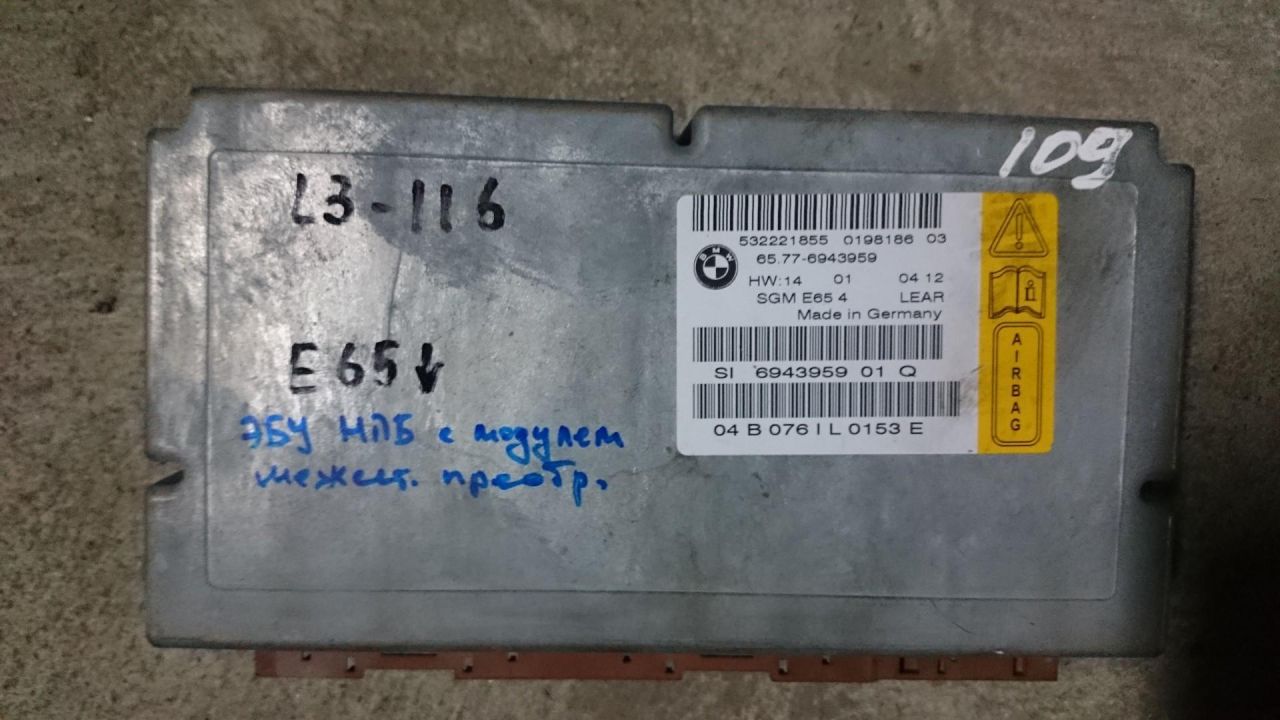 109
L3-116
532221855 0198186 03
BMW
65.77-6943959
HW:14 01 04 12
SGM E65 4 LEAR
Made in Germany
SI 6943959 01 Q
04 B 076 I L 0153 E
AIRBAG
E65↓
ЭБУ НПБ с модулем
межсет. преобр.